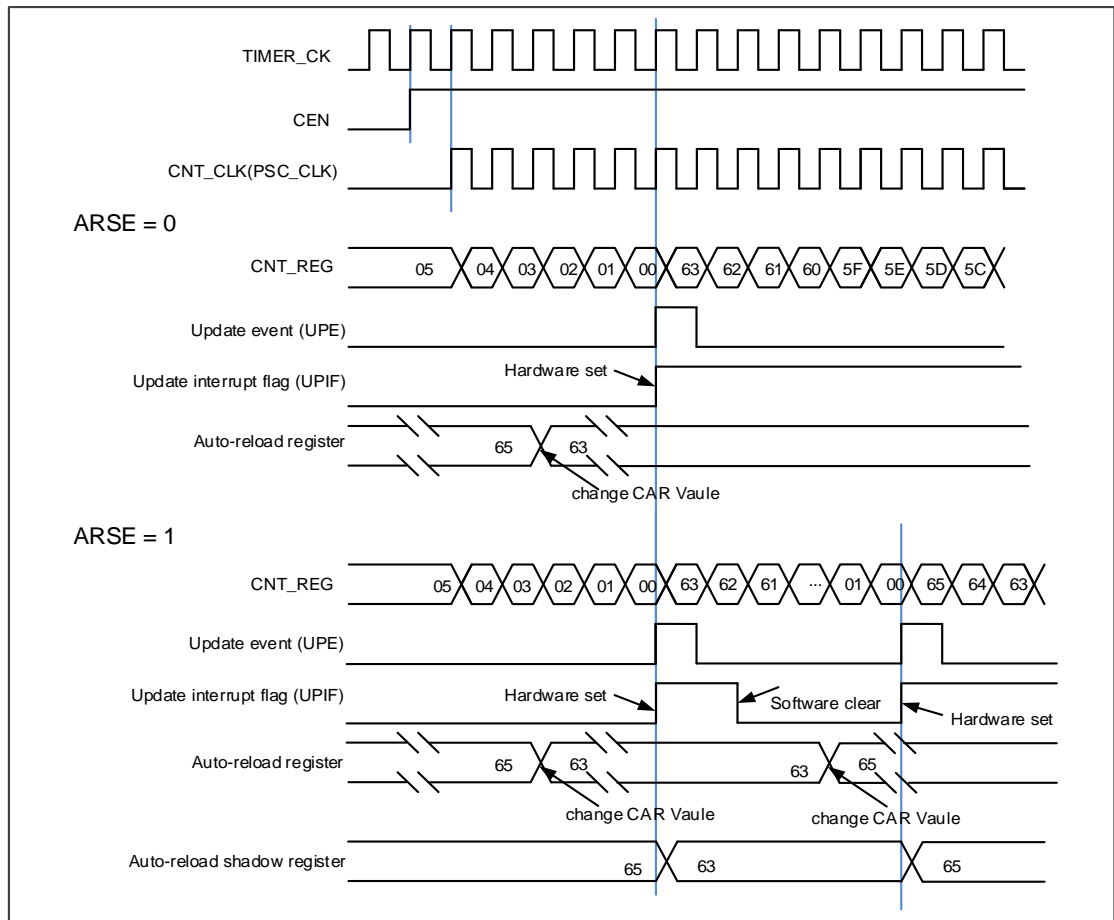 TIMER_CK
CEN
CNT_CLK(PSC_CLK)
ARSE = 0
CNT_REG 05 04 03 02 01 00 63 62 61 60 5F 5E 5D 5C
Update event (UPE)
Hardware set
Update interrupt flag (UPIF)
Auto-reload register 65 63
change CAR Vaule
ARSE = 1
CNT_REG 05 04 03 02 01 00 63 62 61 ... 01 00 65 64 63
Update event (UPE)
Update interrupt flag (UPIF) Hardware set Software clear Hardware set
Auto-reload register 65 63 63 65
change CAR Vaule change CAR Vaule
Auto-reload shadow register 65 63 65